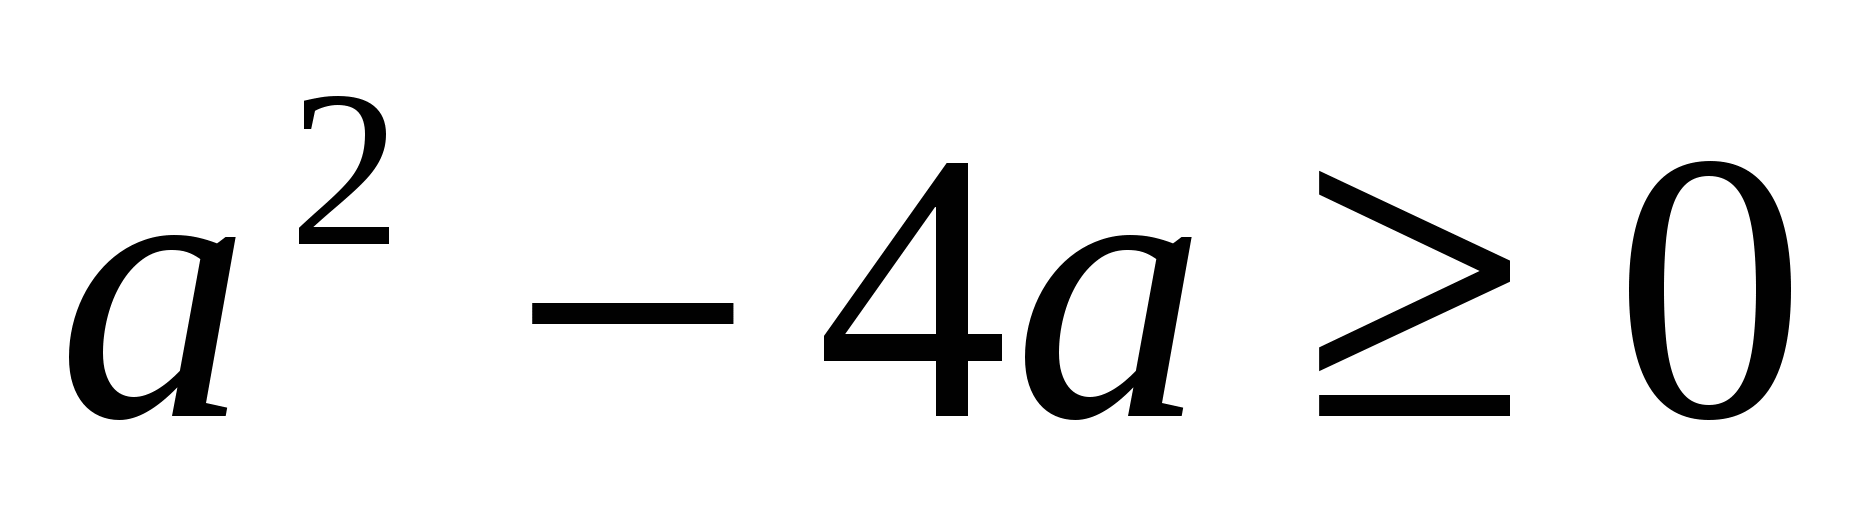 a² − 4a ≥ 0